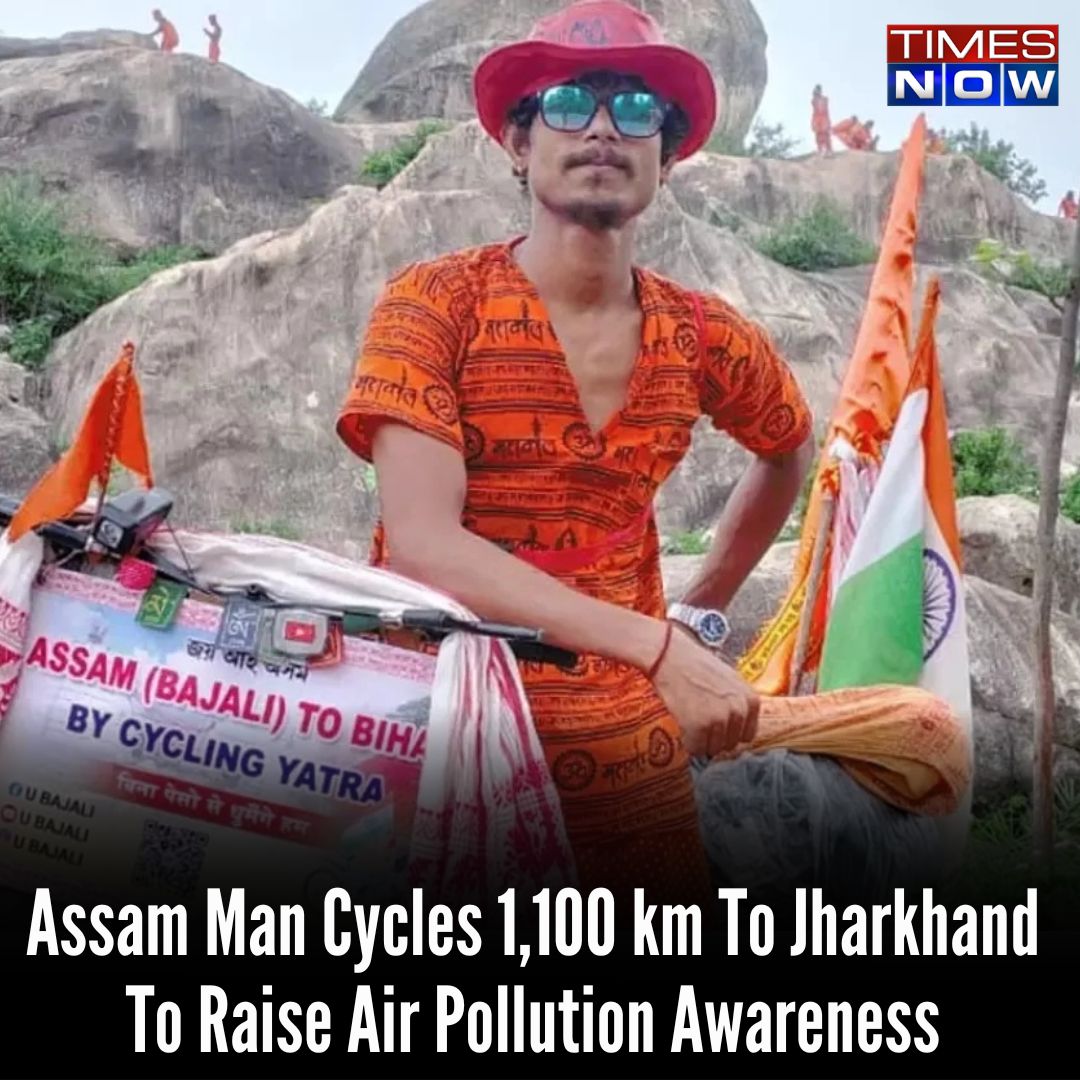 TIMES
NOW
महाकाल
জয় আই অসম
ASSAM (BAJALI) TO BIHA
BY CYCLING YATRA
बिना पैसो से घुमेंगे हम
U BAJALI
U BAJALI
U BAJALI
Assam Man Cycles 1,100 km To Jharkhand
To Raise Air Pollution Awareness